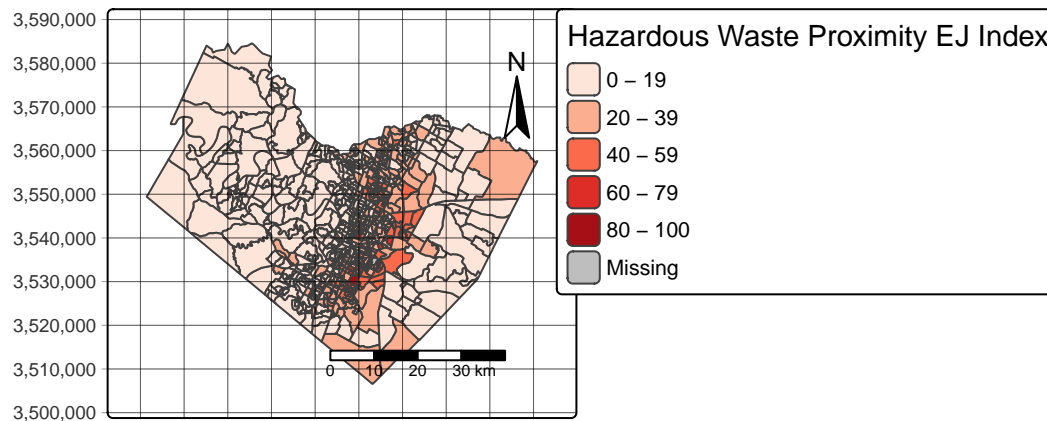 3,590,000
3,580,000
3,570,000
3,560,000
3,550,000
3,540,000
3,530,000
3,520,000
3,510,000
3,500,000
N
0 10 20 30 km
Hazardous Waste Proximity EJ Index
0 – 19
20 – 39
40 – 59
60 – 79
80 – 100
Missing